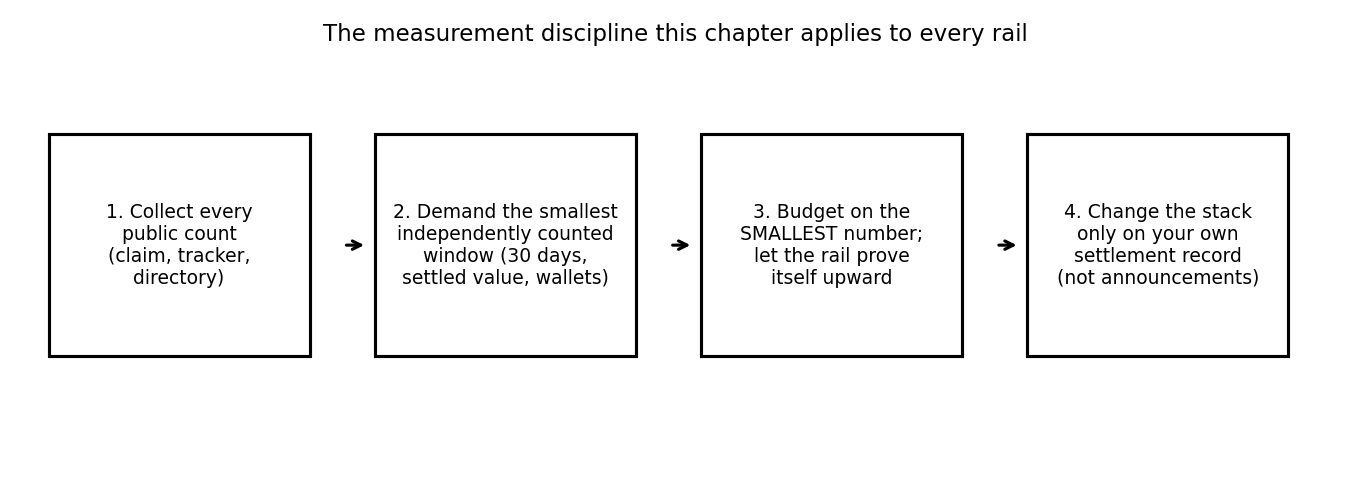 The measurement discipline this chapter applies to every rail
1. Collect every
public count
(claim, tracker,
directory)
2. Demand the smallest
independently counted
window (30 days,
settled value, wallets)
3. Budget on the
SMALLEST number;
let the rail prove
itself upward
4. Change the stack
only on your own
settlement record
(not announcements)